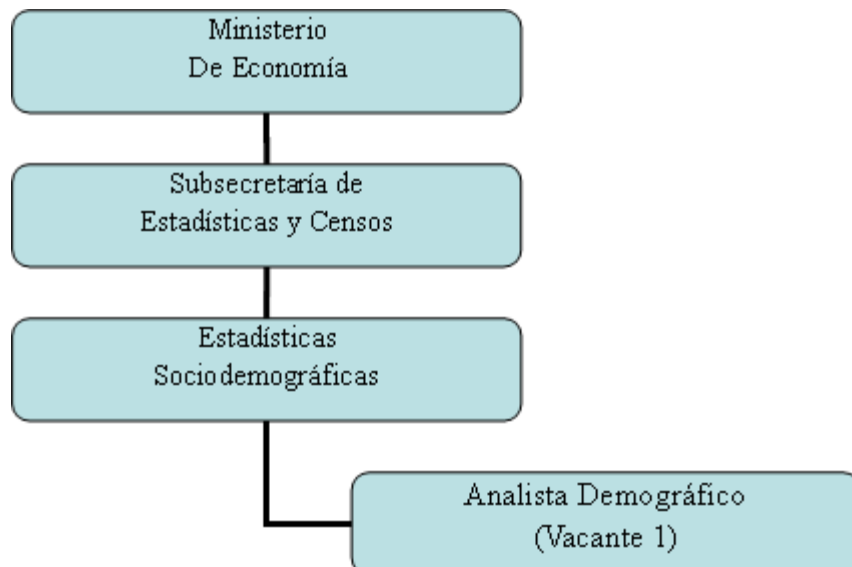 Ministerio
De Economía
Subsecretaría de
Estadísticas y Censos
Estadísticas
Sociodemográficas
Analista Demográfico
(Vacante 1)